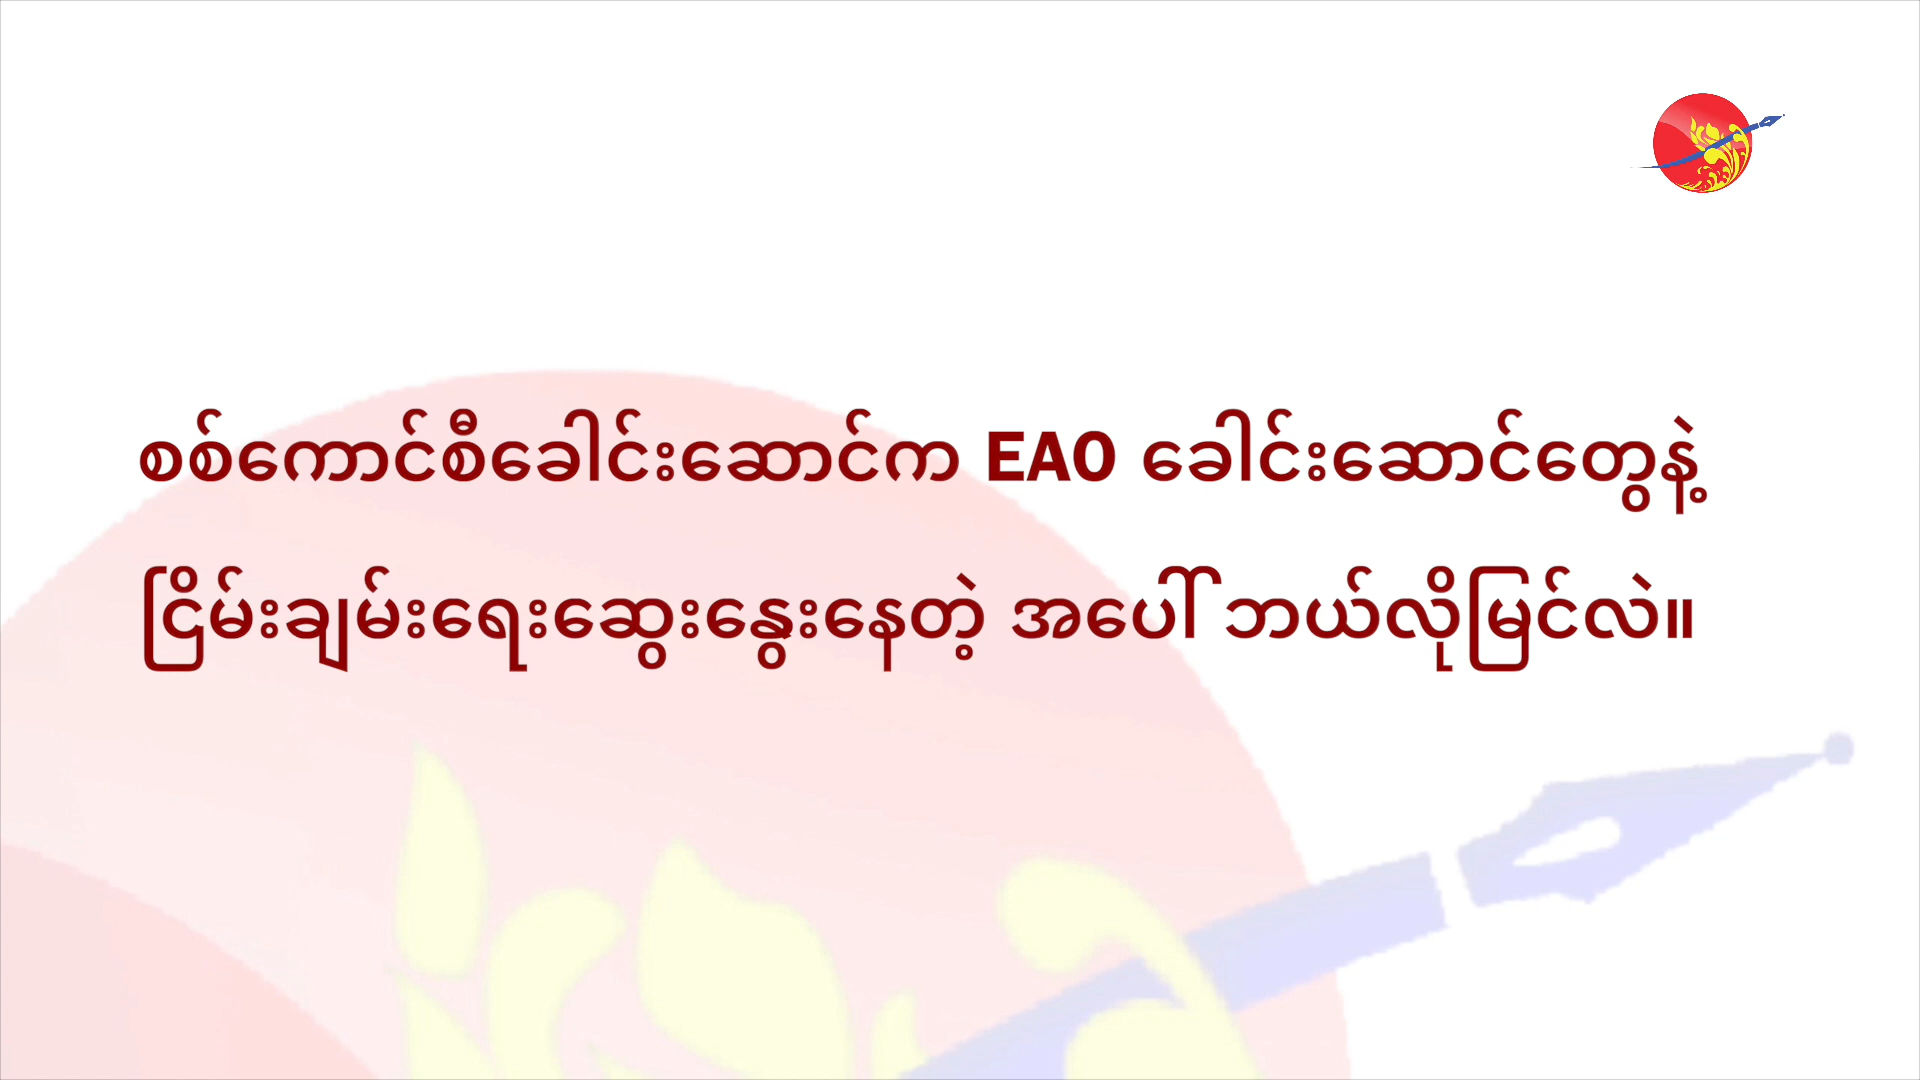 စစ်ကောင်စီခေါင်းဆောင်က EAO ခေါင်းဆောင်တွေနဲ့
ငြိမ်းချမ်းရေးဆွေးနွေးနေတဲ့ အပေါ် ဘယ်လိုမြင်လဲ။